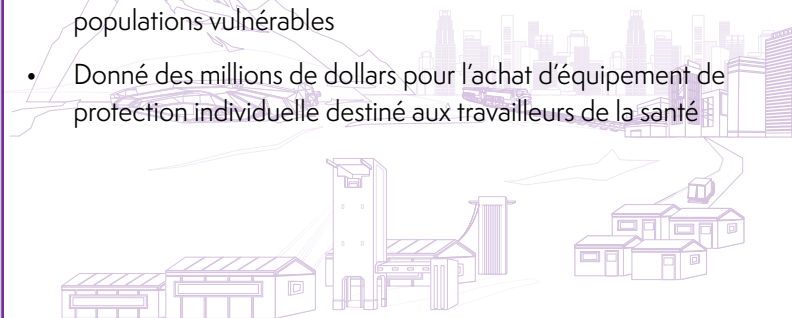 populations vulnérables
• Donné des millions de dollars pour l'achat d'équipement de
protection individuelle destiné aux travailleurs de la santé